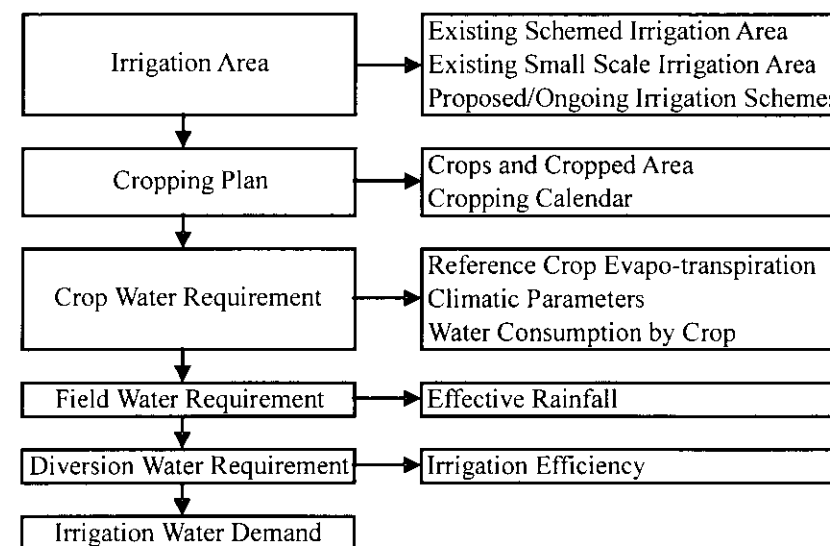 Irrigation Area
Existing Schemed Irrigation Area
Existing Small Scale Irrigation Area
Proposed/Ongoing Irrigation Schemes
Cropping Plan
Crops and Cropped Area
Cropping Calendar
Crop Water Requirement
Reference Crop Evapo-transpiration
Climatic Parameters
Water Consumption by Crop
Field Water Requirement
Effective Rainfall
Diversion Water Requirement
Irrigation Efficiency
Irrigation Water Demand